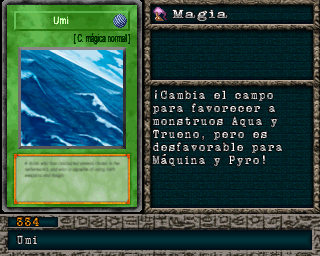 Umi
[ C. mágica normal ]
Magia
¡Cambia el campo
para favorecer a
monstruos Aqua y
Trueno, pero es
desfavorable para
Máquina y Pyro!
334
Umi